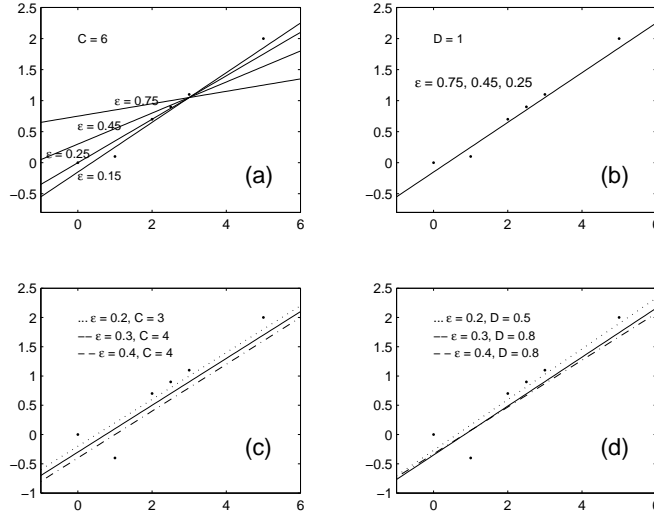 2.5
2
1.5
1
0.5
0
−0.5
C = 6
ε = 0.75
ε = 0.45
ε = 0.25
ε = 0.15
(a)
0 2 4 6
2.5
2
1.5
1
0.5
0
−0.5
D = 1
ε = 0.75, 0.45, 0.25
(b)
0 2 4 6
2.5
2
1.5
1
0.5
0
−0.5
−1
... ε = 0.2, C = 3
−− ε = 0.3, C = 4
− − ε = 0.4, C = 4
(c)
0 2 4 6
2.5
2
1.5
1
0.5
0
−0.5
−1
... ε = 0.2, D = 0.5
−− ε = 0.3, D = 0.8
− − ε = 0.4, D = 0.8
(d)
0 2 4 6